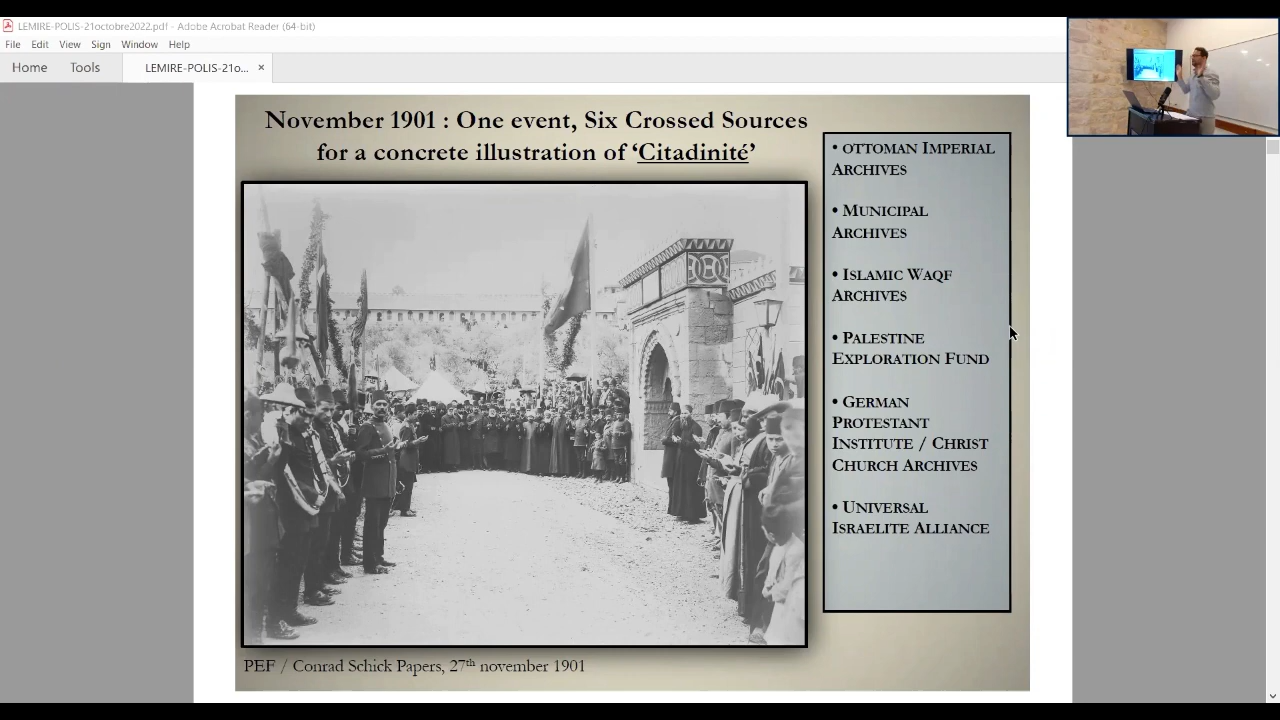 LEMIRE-POLIS-21octobre2022.pdf - Adobe Acrobat Reader (64-bit)
File Edit View Sign Window Help
Home Tools LEMIRE-POLIS-21o... ×
November 1901 : One event, Six Crossed Sources
for a concrete illustration of ‘Citadinité’
• OTTOMAN IMPERIAL
ARCHIVES
• MUNICIPAL
ARCHIVES
• ISLAMIC WAQF
ARCHIVES
• PALESTINE
EXPLORATION FUND
• GERMAN
PROTESTANT
INSTITUTE / CHRIST
CHURCH ARCHIVES
• UNIVERSAL
ISRAELITE ALLIANCE
PEF / Conrad Schick Papers, 27th november 1901